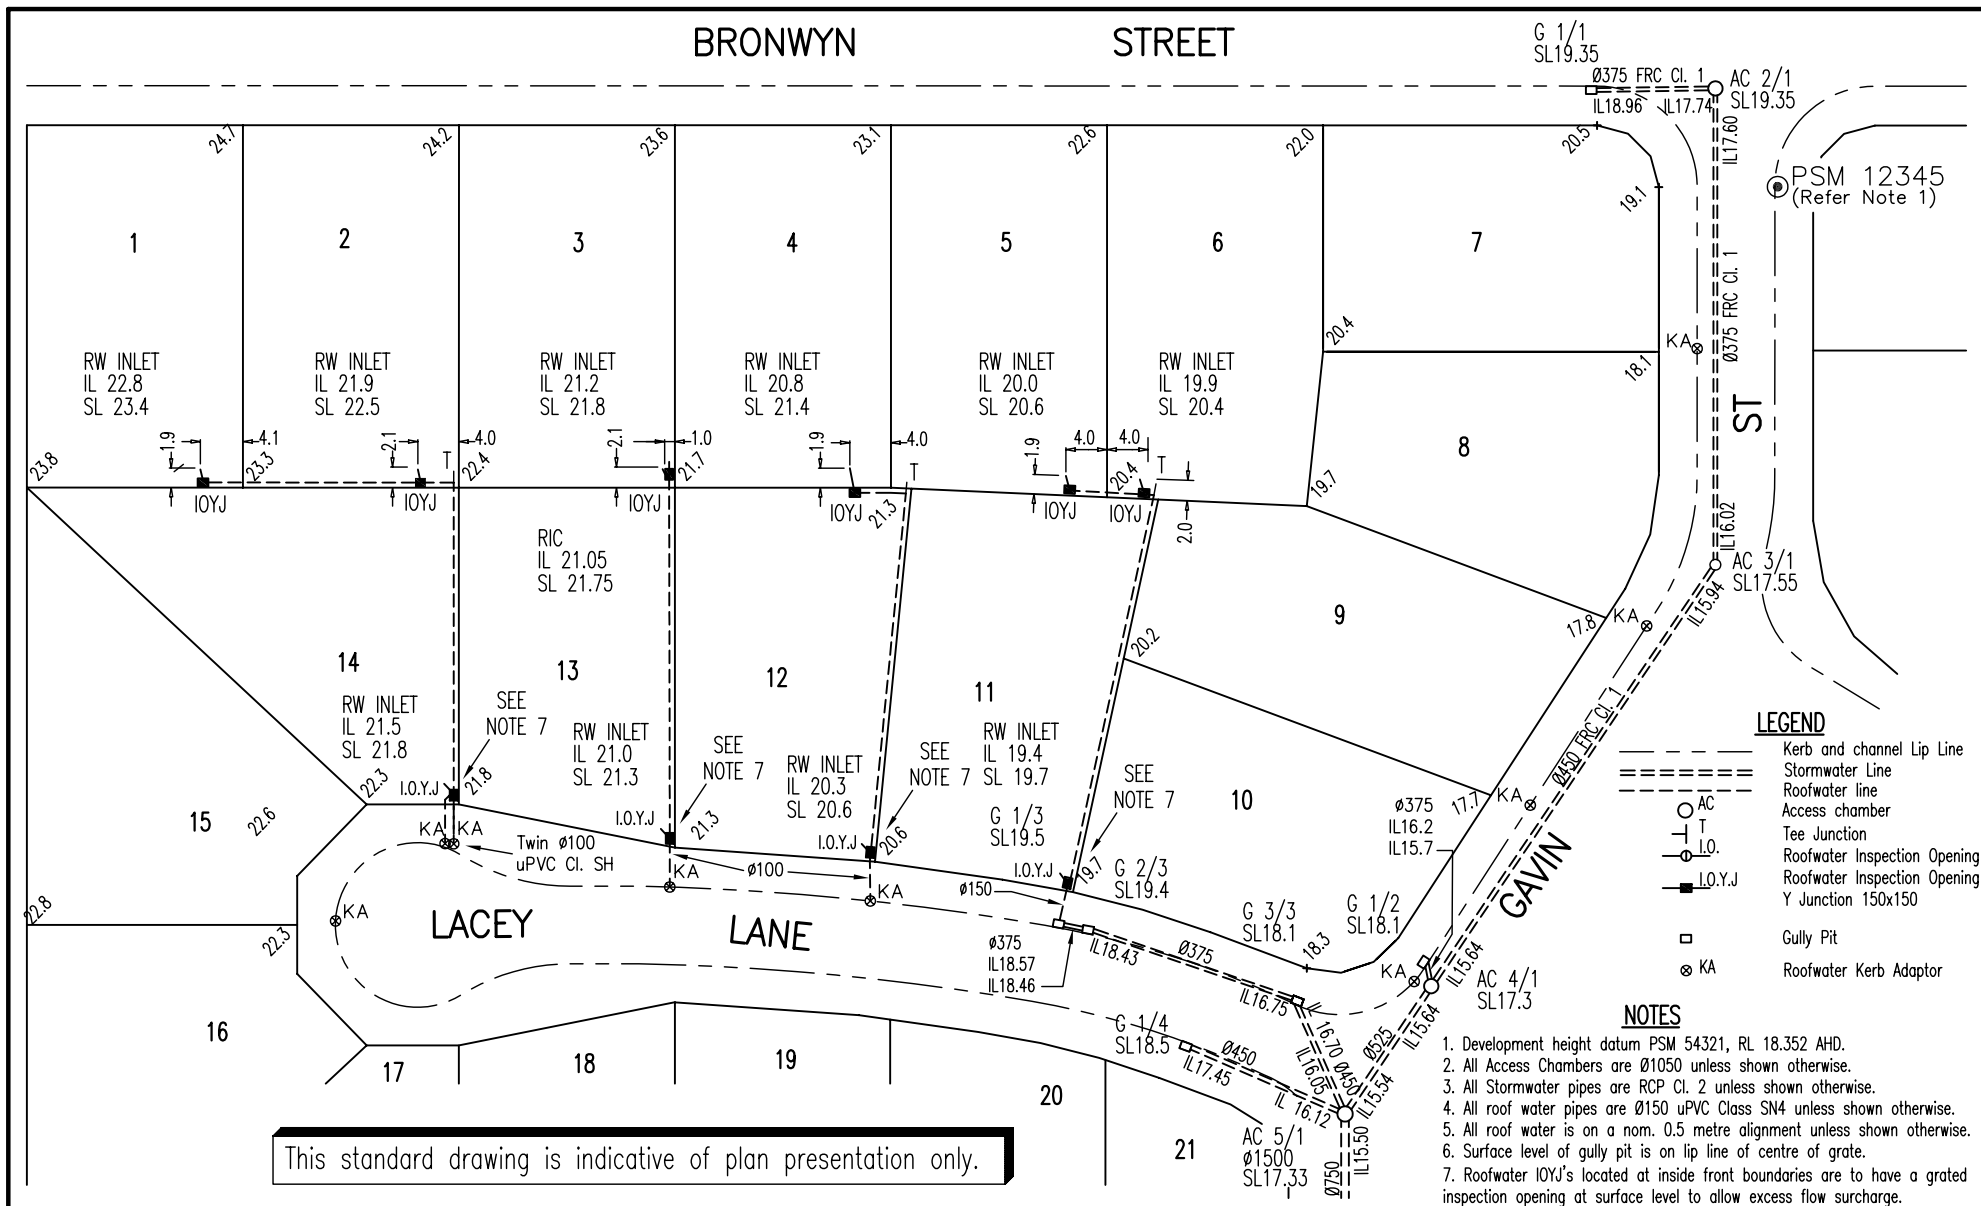 BRONWYN STREET
G 1/1
SL19.35
Ø375 FRC Cl. 1
IL18.96 IL17.74
AC 2/1
SL19.35
IL17.60
24.7
24.2
23.6
23.1
22.6
22.0
20.5
19.1
PSM 12345
(Refer Note 1)
1
2
3
4
5
6
7
Ø375 FRC Cl. 1
KA
20.4
18.1
ST
RW INLET
IL 22.8
SL 23.4
RW INLET
IL 21.9
SL 22.5
RW INLET
IL 21.2
SL 21.8
RW INLET
IL 20.8
SL 21.4
RW INLET
IL 20.0
SL 20.6
RW INLET
IL 19.9
SL 20.4
8
1.9
4.1
2.1
T
4.0
2.1
1.0
1.9
4.0
T
1.9
4.0
4.0
T
23.8
23.3
22.4
21.7
21.3
20.4
19.7
2.0
IOYJ
IOYJ
IOYJ
IOYJ
IOYJ
IOYJ
IL16.02
AC 3/1
SL17.55
IL15.94
RIC
IL 21.05
SL 21.75
9
17.8
KA
20.2
14
13
12
11
RW INLET
IL 21.5
SL 21.8
SEE
NOTE 7
RW INLET
IL 21.0
SL 21.3
SEE
NOTE 7
RW INLET
IL 20.3
SL 20.6
SEE
NOTE 7
RW INLET
IL 19.4
SL 19.7
SEE
NOTE 7
10
Ø450 FRC Cl. 1
KA
17.7
22.3
I.O.Y.J
21.8
15
22.6
KA KA
Twin Ø100
uPVC Cl. SH
I.O.Y.J
21.3
Ø100
KA
I.O.Y.J
20.6
KA
G 1/3
SL19.5
I.O.Y.J
19.7
Ø150
G 2/3
SL19.4
Ø375
IL16.2
IL15.7
GAVIN
22.8
22.3
KA
LACEY LANE
Ø375
IL18.57
IL18.46
IL18.43
Ø375
IL16.75
G 3/3
SL18.1
18.3
G 1/2
SL18.1
KA
IL15.64
AC 4/1
SL17.3
IL15.64
Ø525
IL15.54
16.70 Ø450
IL16.05
G 1/4
SL18.5
Ø450
IL17.45
IL 16.12
16
17
18
19
20
21
AC 5/1
Ø1500
SL17.33
Ø750
IL15.50
This standard drawing is indicative of plan presentation only.
LEGEND
Kerb and channel Lip Line
Stormwater Line
Roofwater line
AC
Access chamber
T
Tee Junction
I.O.
Roofwater Inspection Opening
I.O.Y.J
Roofwater Inspection Opening
Y Junction 150x150
Gully Pit
KA
Roofwater Kerb Adaptor
NOTES
1. Development height datum PSM 54321, RL 18.352 AHD.
2. All Access Chambers are Ø1050 unless shown otherwise.
3. All Stormwater pipes are RCP Cl. 2 unless shown otherwise.
4. All roof water pipes are Ø150 uPVC Class SN4 unless shown otherwise.
5. All roof water is on a nom. 0.5 metre alignment unless shown otherwise.
6. Surface level of gully pit is on lip line of centre of grate.
7. Roofwater IOYJ's located at inside front boundaries are to have a grated
inspection opening at surface level to allow excess flow surcharge.